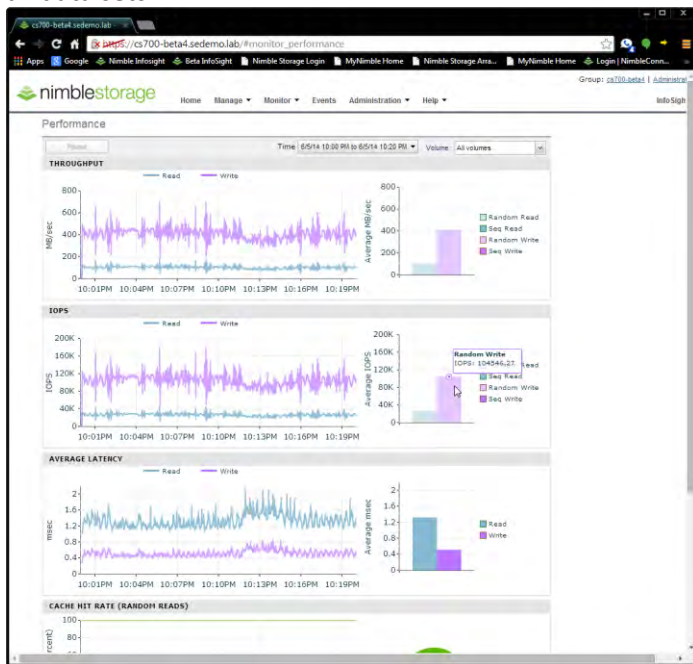 cs700-beta4.sedemo.lab
https://cs700-beta4.sedemo.lab/#monitor_performance
Apps Google Nimble Infosight Beta InfoSight Nimble Storage Login MyNimble Home Nimble Storage Arra... MyNimble Home Login | NimbleConn...
Group: cs700-beta4 | Administrat
nimblestorage Home Manage Monitor Events Administration Help InfoSigh
Performance
Time 6/5/14 10:00 PM to 6/5/14 10:20 PM Volume: All volumes
THROUGHPUT
Read Write
800
600
400
200
0
MB/sec
10:01PM 10:04PM 10:07PM 10:10PM 10:13PM 10:16PM 10:19PM
800
600
400
200
0
Average MB/sec
Random Read
Seq Read
Random Write
Seq Write
IOPS
Read Write
200K
160K
120K
80K
40K
0
IOPS
10:01PM 10:04PM 10:07PM 10:10PM 10:13PM 10:16PM 10:19PM
200K
160K
120K
80K
40K
0
Average IOPS
Random Write
IOPS: 104546.27
Read
Seq Read
Random Write
Seq Write
AVERAGE LATENCY
Read Write
2
1.6
1.2
0.8
0.4
0
msec
10:01PM 10:04PM 10:07PM 10:10PM 10:13PM 10:16PM 10:19PM
2
1.6
1.2
0.8
0.4
0
Average msec
Read
Write
CACHE HIT RATE (RANDOM READS)
100
80
60
rcent)